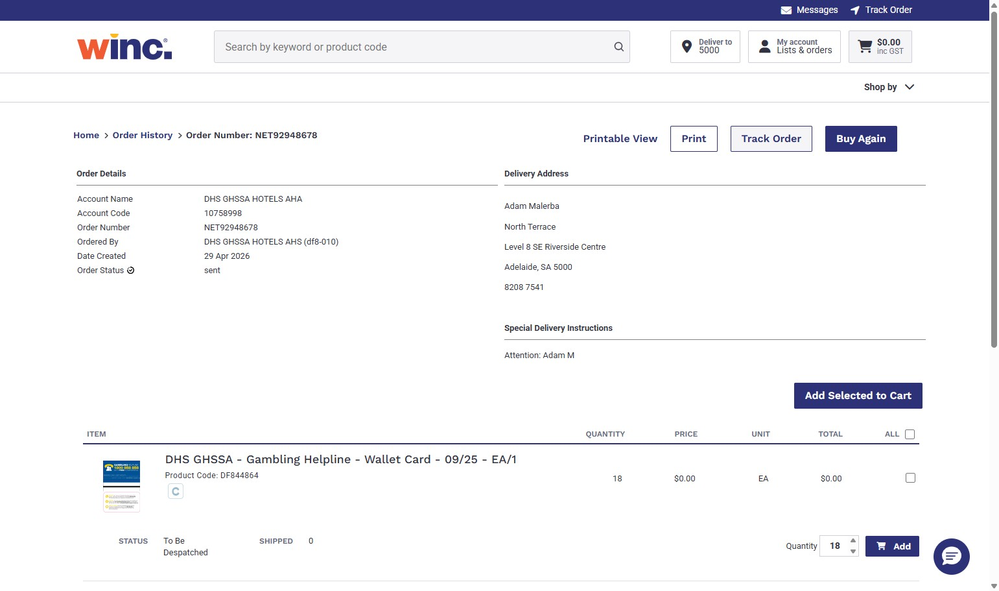 Messages
Track Order
winc.®
Search by keyword or product code
Deliver to
5000
My account
Lists & orders
$0.00
inc GST
Shop by
Home > Order History > Order Number: NET92948678
Printable View
Print
Track Order
Buy Again
Order Details
Account Name DHS GHSSA HOTELS AHA
Account Code 10758998
Order Number NET92948678
Ordered By DHS GHSSA HOTELS AHS (df8-010)
Date Created 29 Apr 2026
Order Status sent
Delivery Address
Adam Malerba
North Terrace
Level 8 SE Riverside Centre
Adelaide, SA 5000
8208 7541
Special Delivery Instructions
Attention: Adam M
Add Selected to Cart
ITEM QUANTITY PRICE UNIT TOTAL ALL
DHS GHSSA - Gambling Helpline - Wallet Card - 09/25 - EA/1
Product Code: DF844864
C
18 $0.00 EA $0.00
GAMBLING HELPLINE
1800 858 858
STATUS To Be
Despatched
SHIPPED 0
Quantity 18 Add